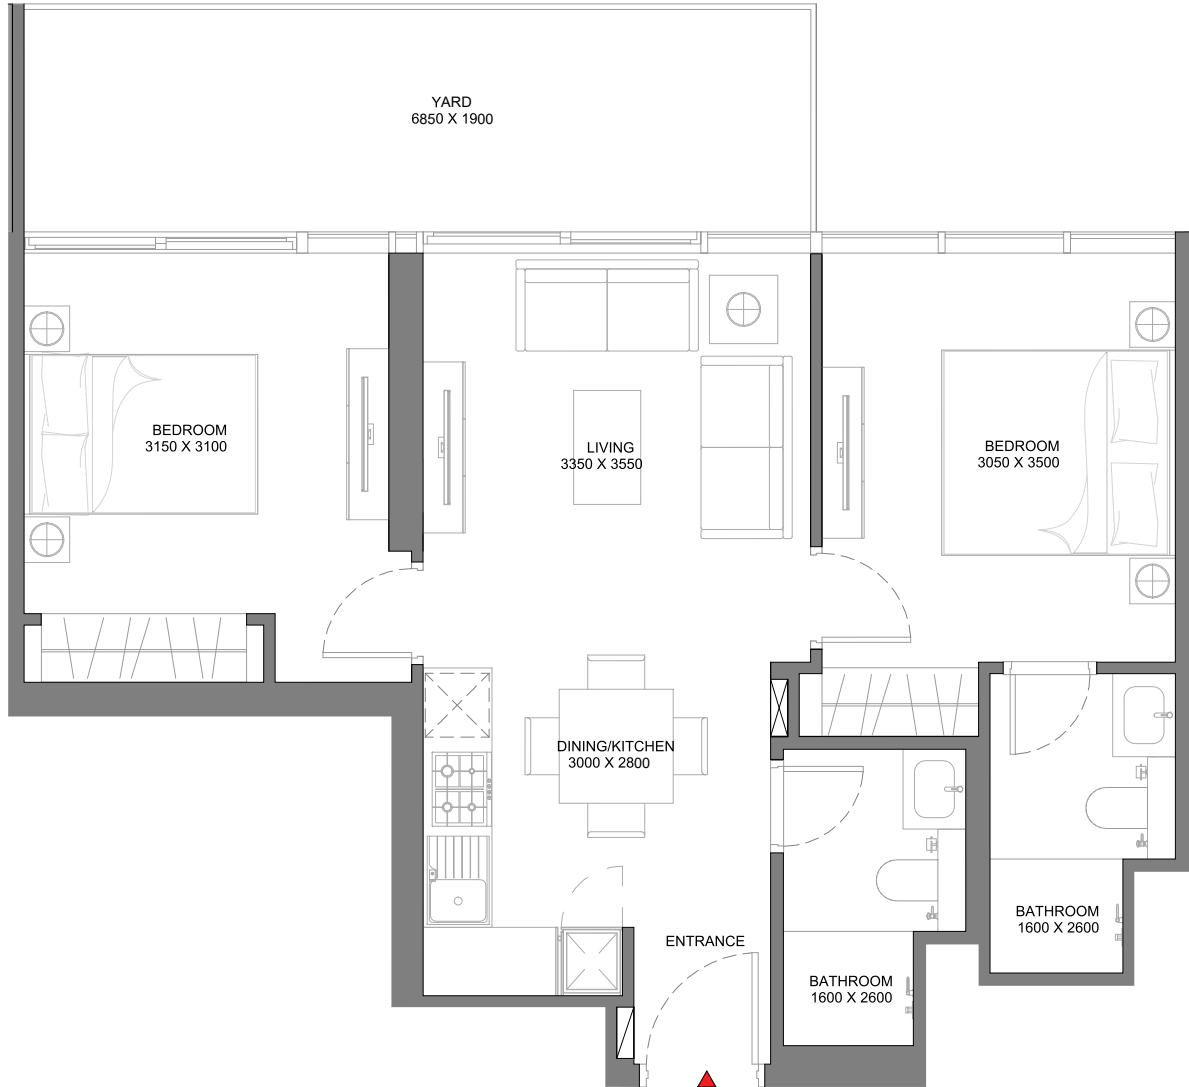 YARD
6850 X 1900
BEDROOM
3150 X 3100
LIVING
3350 X 3550
BEDROOM
3050 X 3500
DINING/KITCHEN
3000 X 2800
BATHROOM
1600 X 2600
ENTRANCE
BATHROOM
1600 X 2600